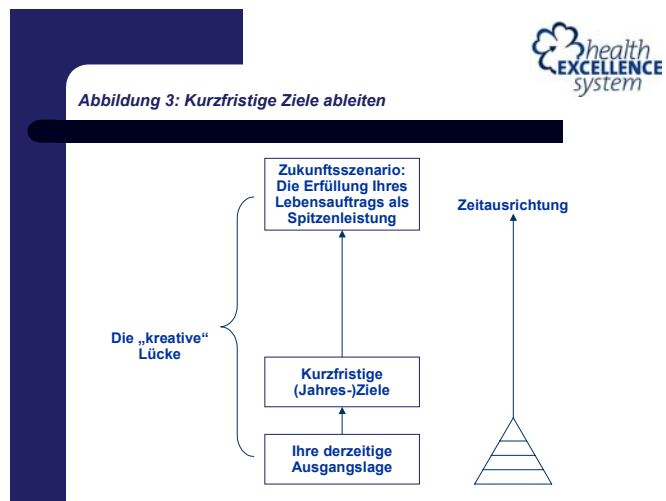 health
EXCELLENCE
system
Abbildung 3: Kurzfristige Ziele ableiten
Zukunftsszenario:
Die Erfüllung Ihres
Lebensauftrags als
Spitzenleistung
Zeitausrichtung
Die „kreative“
Lücke
Kurzfristige
(Jahres-)Ziele
Ihre derzeitige
Ausgangslage